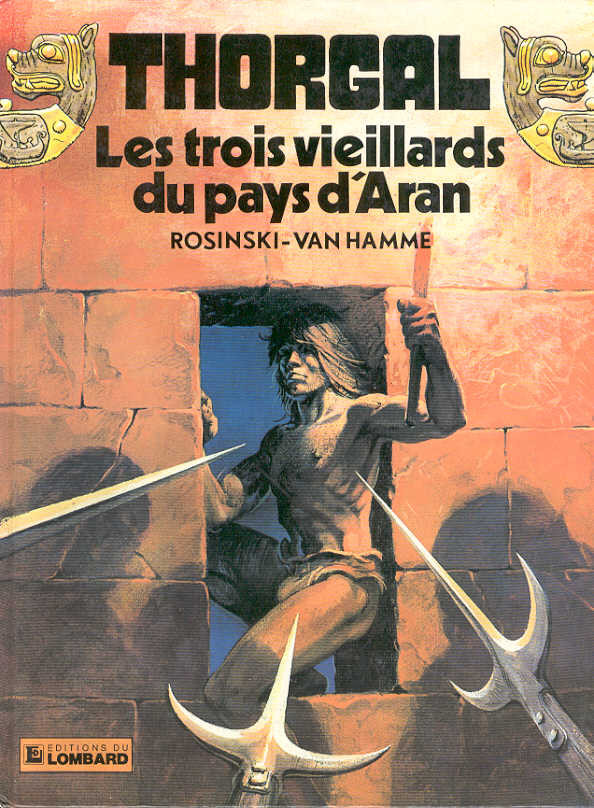 THORGAL
Les trois vieillards
du pays d'Aran
ROSINSKI-VAN HAMME
EDITIONS DU
LOMBARD